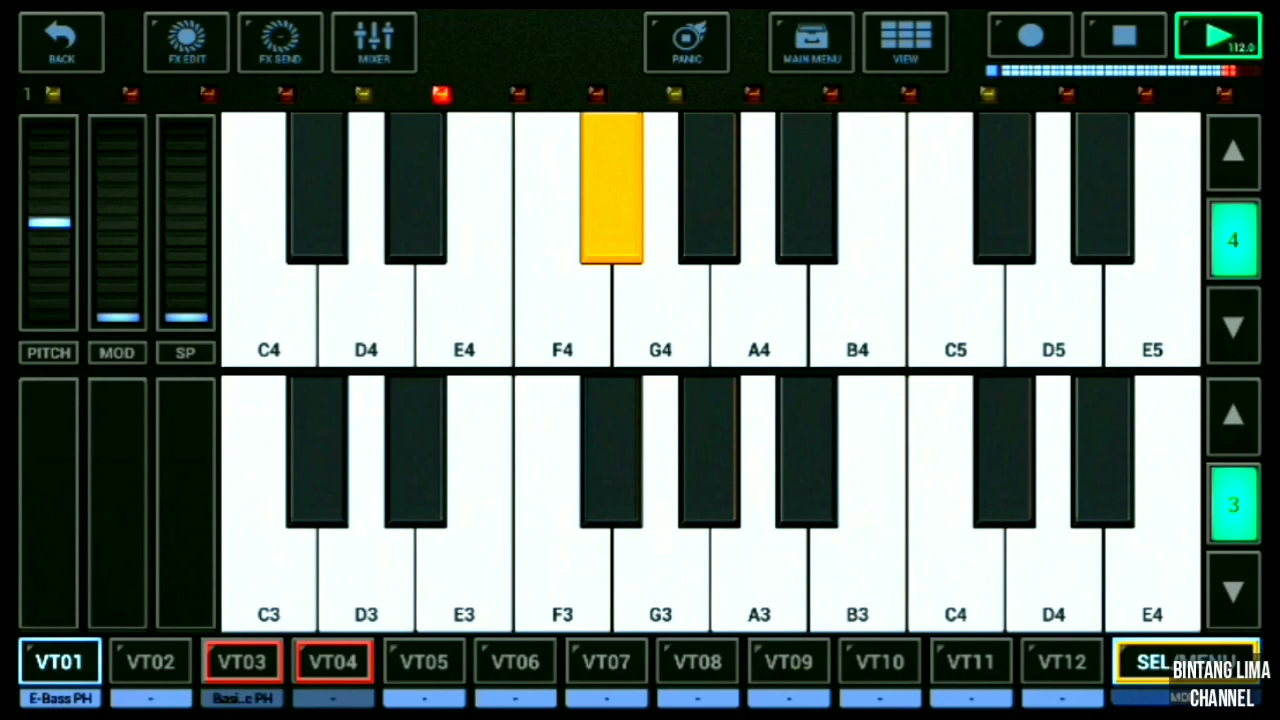 BACK
FX EDIT
FX SEND
MIXER
PANIC
MAIN MENU
VIEW
112.0
1
PITCH
MOD
SP
C4
D4
E4
F4
G4
A4
B4
C5
D5
E5
4
C3
D3
E3
F3
G3
A3
B3
C4
D4
E4
3
VT01
VT02
VT03
VT04
VT05
VT06
VT07
VT08
VT09
VT10
VT11
VT12
SEL
E-Bass PH
-
Basi..c PH
-
-
-
-
-
-
-
-
-
BINTANG LIMA
CHANNEL